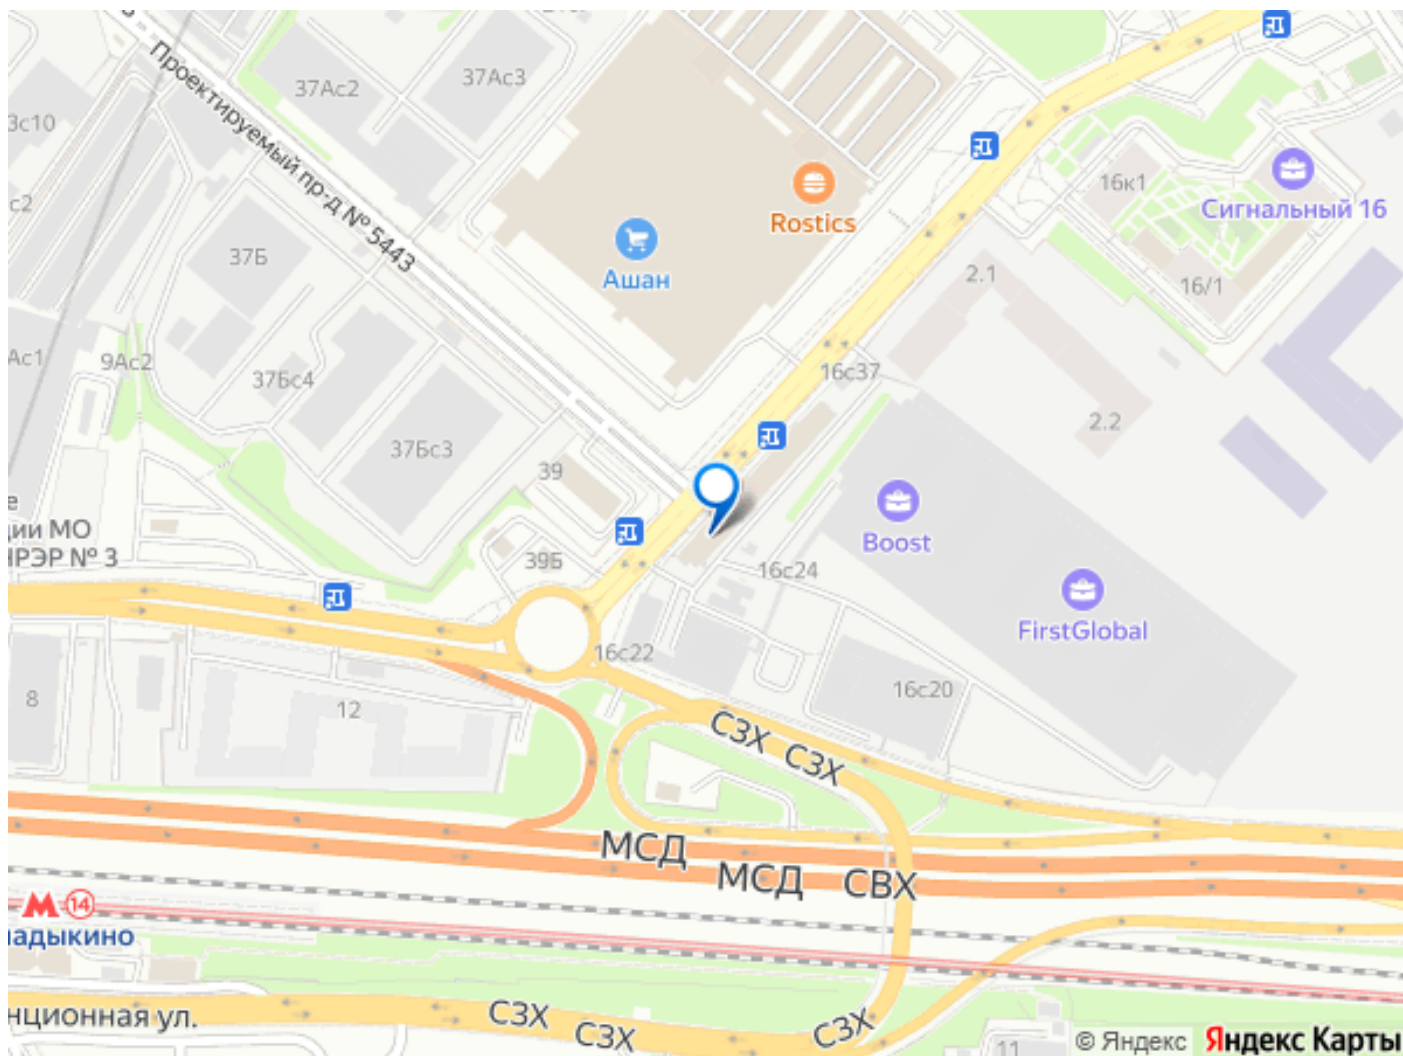 37Ас2
37Ас3
Проектируемый пр-д № 5443
3с10
с2
37Б
Rostics
Ашан
16к1
Сигнальный 16
2.1
16/1
Ас1
9Ас2
37Бс4
16с37
37Бс3
2.2
39
е
ции МО
НРЭР № 3
Boost
39Б
16с24
FirstGlobal
16с22
16с20
8
12
СЗХ
СЗХ
МСД
МСД
СВХ
14
адыкино
нционная ул.
СЗХ
СЗХ
СЗХ
11
© Яндекс
Яндекс Карты